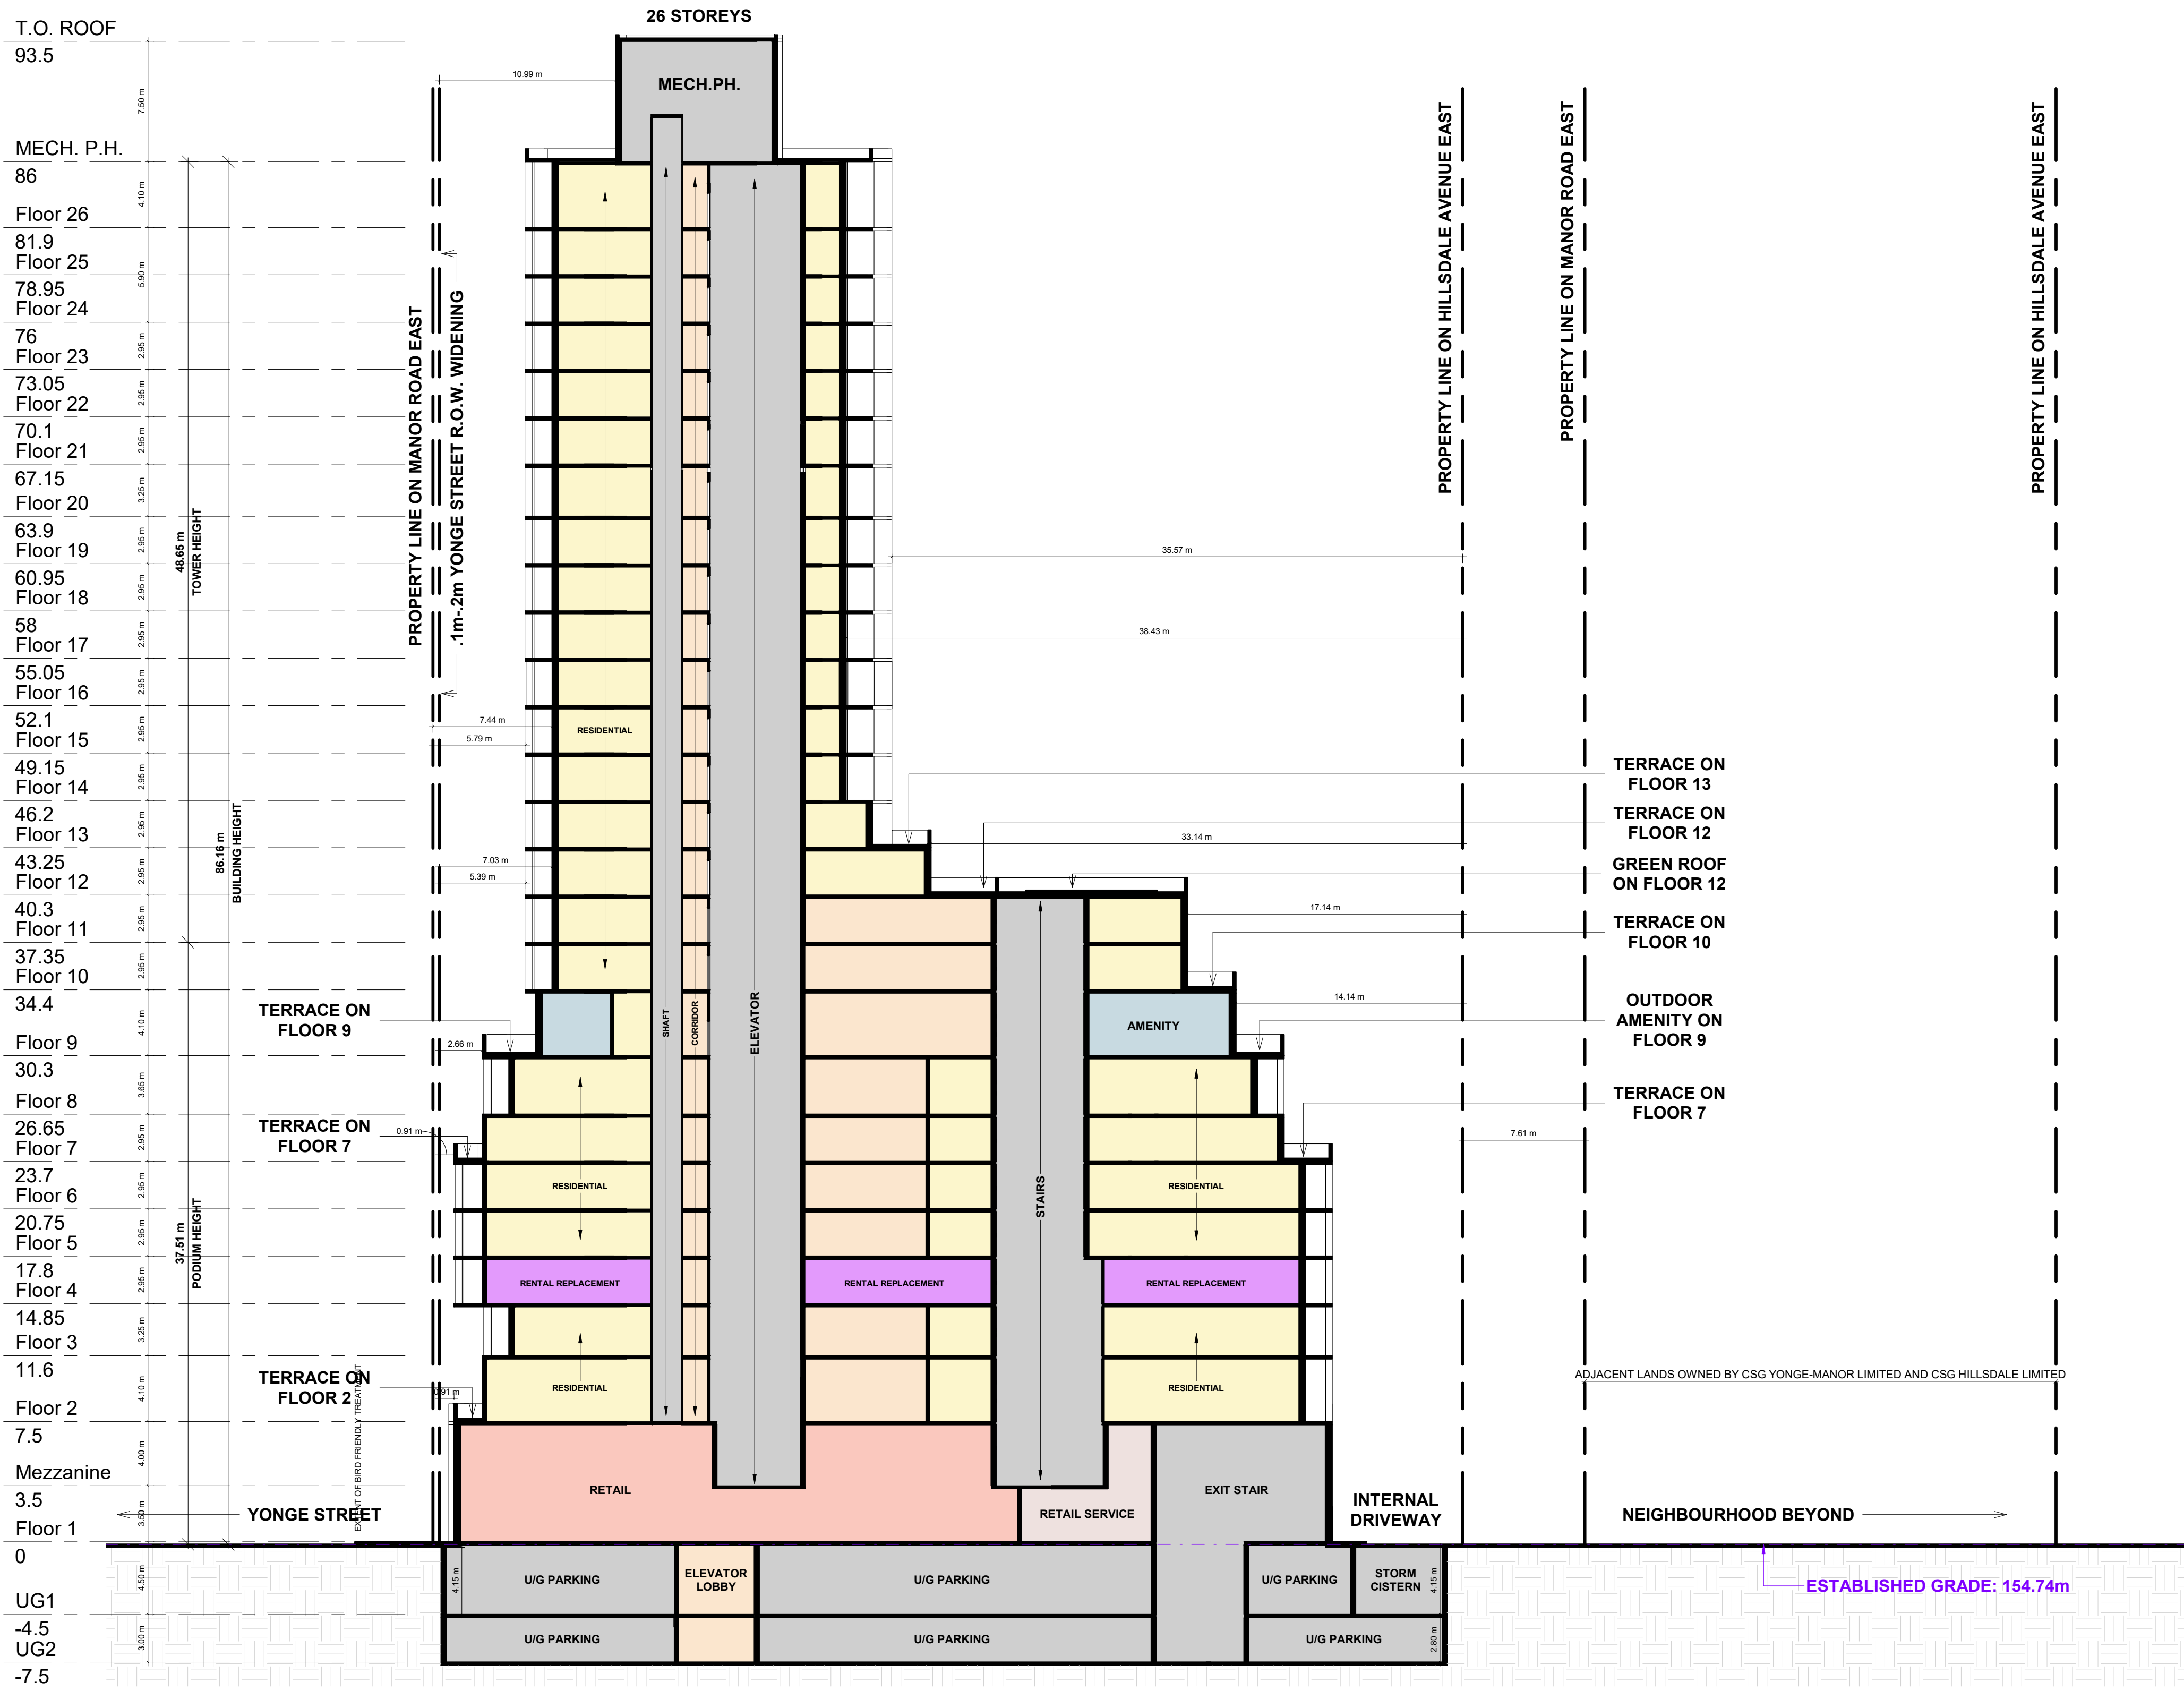 26 STOREYS
T.O. ROOF
93.5
7.50 m
10.99 m
MECH.PH.
MECH. P.H.
86
4.10 m
Floor 26
81.9
Floor 25
5.90 m
78.95
Floor 24
76
Floor 23
2.95 m
73.05
Floor 22
2.95 m
70.1
Floor 21
2.95 m
67.15
Floor 20
3.25 m
63.9
Floor 19
2.95 m
60.95
Floor 18
2.95 m
58
Floor 17
2.95 m
55.05
Floor 16
2.95 m
52.1
Floor 15
2.95 m
49.15
Floor 14
2.95 m
46.2
Floor 13
2.95 m
43.25
Floor 12
2.95 m
40.3
Floor 11
2.95 m
37.35
Floor 10
2.95 m
34.4
Floor 9
4.10 m
30.3
Floor 8
3.65 m
26.65
Floor 7
2.95 m
23.7
Floor 6
2.95 m
20.75
Floor 5
2.95 m
17.8
Floor 4
2.95 m
14.85
Floor 3
3.25 m
11.6
Floor 2
4.10 m
7.5
Mezzanine
4.00 m
3.5
Floor 1
3.50 m
0
UG1
4.50 m
-4.5
UG2
3.00 m
-7.5
48.65 m
TOWER HEIGHT
86.16 m
BUILDING HEIGHT
37.51 m
PODIUM HEIGHT
PROPERTY LINE ON MANOR ROAD EAST
.1m-.2m YONGE STREET R.O.W. WIDENING
PROPERTY LINE ON HILLSDALE AVENUE EAST
PROPERTY LINE ON MANOR ROAD EAST
PROPERTY LINE ON HILLSDALE AVENUE EAST
35.57 m
38.43 m
7.44 m
5.79 m
RESIDENTIAL
TERRACE ON
FLOOR 13
TERRACE ON
FLOOR 12
33.14 m
7.03 m
5.39 m
GREEN ROOF
ON FLOOR 12
17.14 m
TERRACE ON
FLOOR 10
14.14 m
TERRACE ON
FLOOR 9
2.66 m
SHAFT
CORRIDOR
ELEVATOR
AMENITY
OUTDOOR
AMENITY ON
FLOOR 9
TERRACE ON
FLOOR 7
0.91 m
TERRACE ON
FLOOR 7
7.61 m
RESIDENTIAL
STAIRS
RESIDENTIAL
RENTAL REPLACEMENT
RENTAL REPLACEMENT
RENTAL REPLACEMENT
TERRACE ON
FLOOR 2
0.91 m
EXTENT OF BIRD FRIENDLY TREATMENT
RESIDENTIAL
RESIDENTIAL
ADJACENT LANDS OWNED BY CSG YONGE-MANOR LIMITED AND CSG HILLSDALE LIMITED
YONGE STREET
RETAIL
RETAIL SERVICE
EXIT STAIR
INTERNAL
DRIVEWAY
NEIGHBOURHOOD BEYOND
4.15 m
U/G PARKING
ELEVATOR
LOBBY
U/G PARKING
U/G PARKING
STORM
CISTERN
4.15 m
ESTABLISHED GRADE: 154.74m
U/G PARKING
U/G PARKING
U/G PARKING
2.80 m